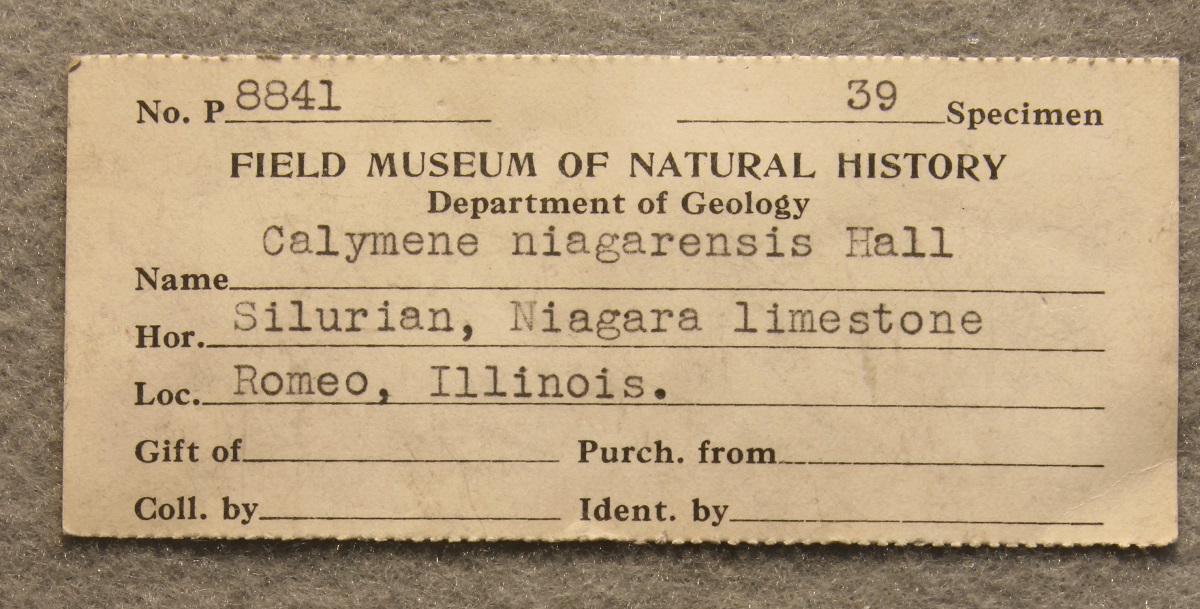 No. P 8841 39 Specimen
FIELD MUSEUM OF NATURAL HISTORY
Department of Geology
Name Calymene niagarensis Hall
Hor. Silurian, Niagara limestone
Loc. Romeo, Illinois.
Gift of Purch. from
Coll. by Ident. by